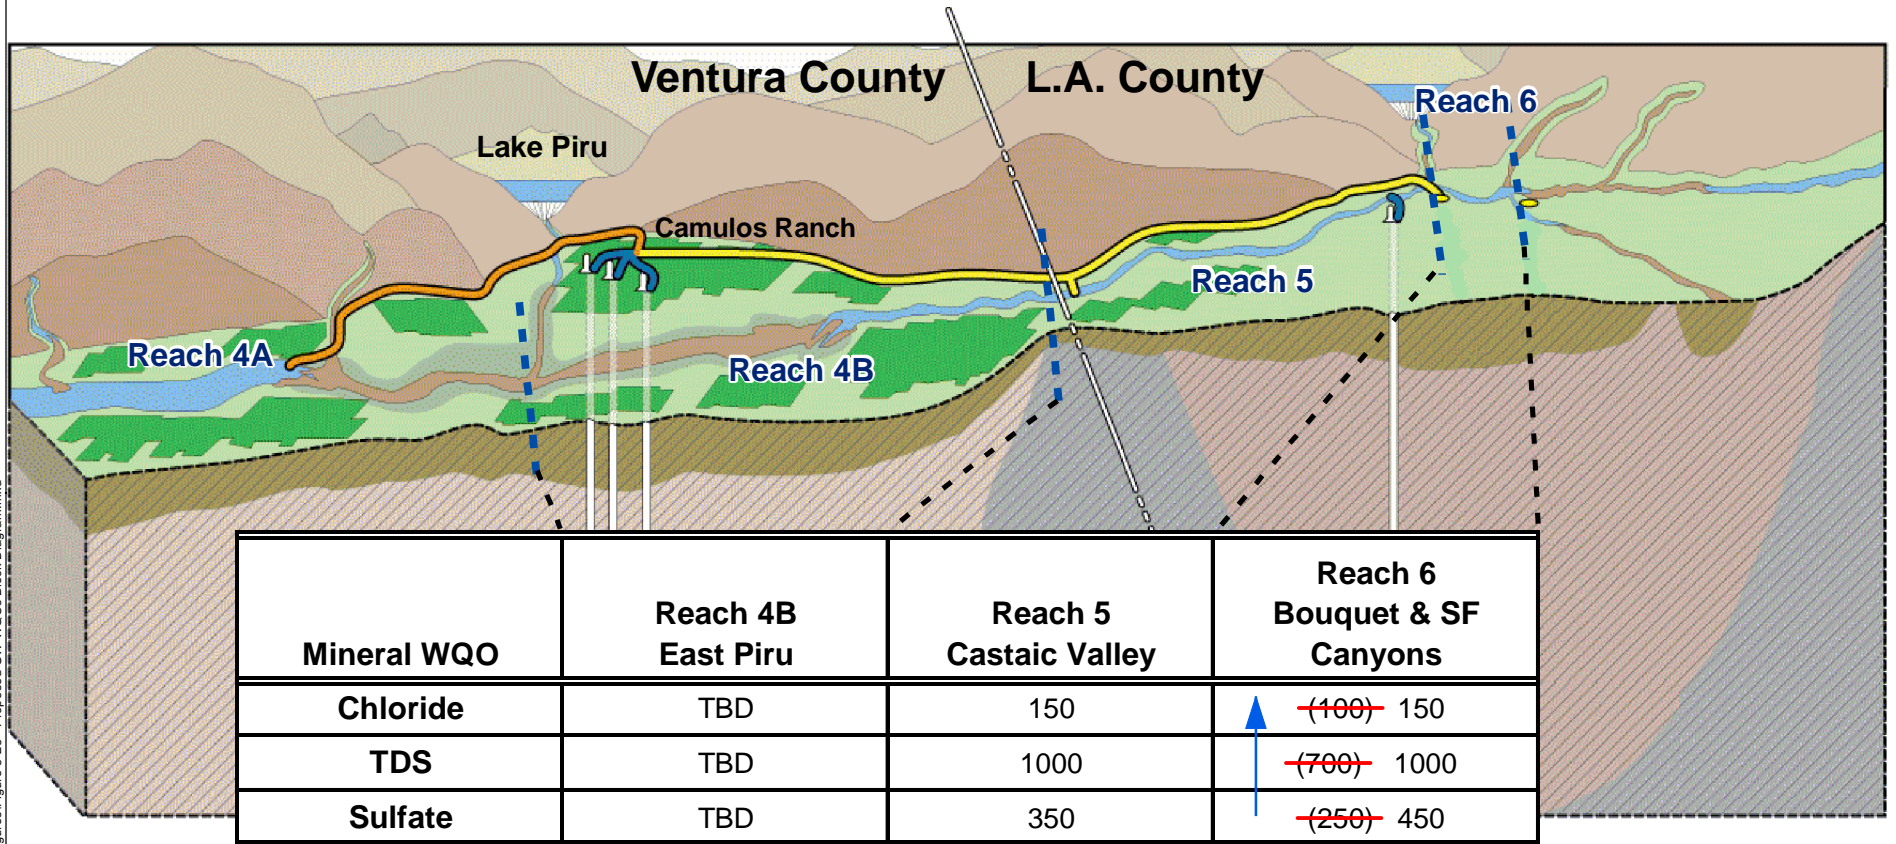 Ventura County
L.A. County
Reach 6
Lake Piru
Camulos Ranch
Reach 5
Reach 4A
Reach 4B
Mineral WQO
Reach 4B
East Piru
Reach 5
Castaic Valley
Reach 6
Bouquet & SF
Canyons
Chloride TBD 150 (100) 150
TDS TBD 1000 (700) 1000
Sulfate TBD 350 (250) 450